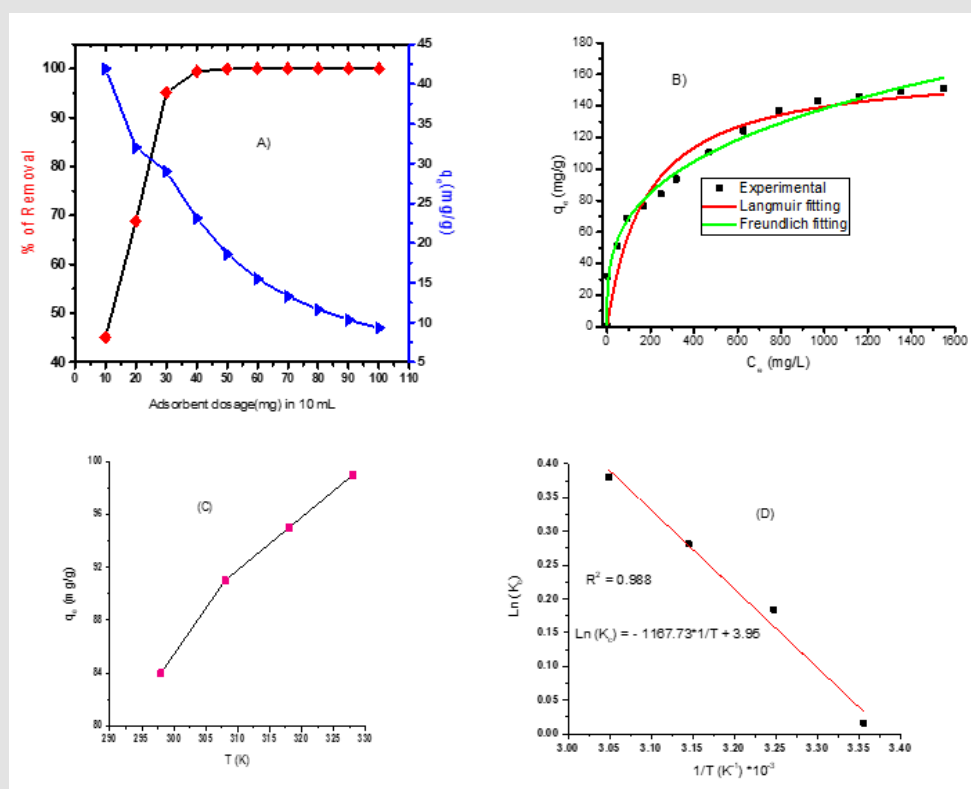 A)
% of Removal
100
90
80
70
60
50
40
45
40
35
30
25
20
15
10
5
qe(mg/g)
0 10 20 30 40 50 60 70 80 90 100 110
Adsorbent dosage(mg) in 10 mL
B)
qe (mg/g)
180
160
140
120
100
80
60
40
20
0
Experimental
Langmuir fitting
Freundlich fitting
0 200 400 600 800 1000 1200 1400 1600
Ce (mg/L)
(C)
qe (mg/g)
100
96
92
88
84
80
290 295 300 305 310 315 320 325 330
T (K)
(D)
Ln (Kc)
0.40
0.35
0.30
0.25
0.20
0.15
0.10
0.05
0.00
R² = 0.988
Ln (Kc) = - 1167.73*1/T + 3.95
3.00 3.05 3.10 3.15 3.20 3.25 3.30 3.35 3.40
1/T (K⁻¹) *10⁻³